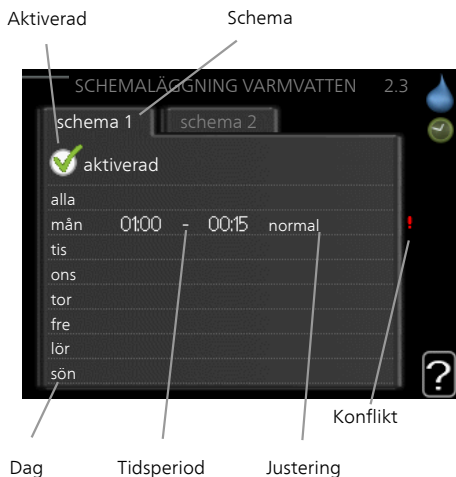 Aktiverad Schema
SCHEMALÄGGNING VARMVATTEN 2.3
schema 1 schema 2
aktiverad
alla
mån 01:00 - 00:15 normal !
tis
ons
tor
fre
lör
sön
?
Konflikt
Dag Tidsperiod Justering